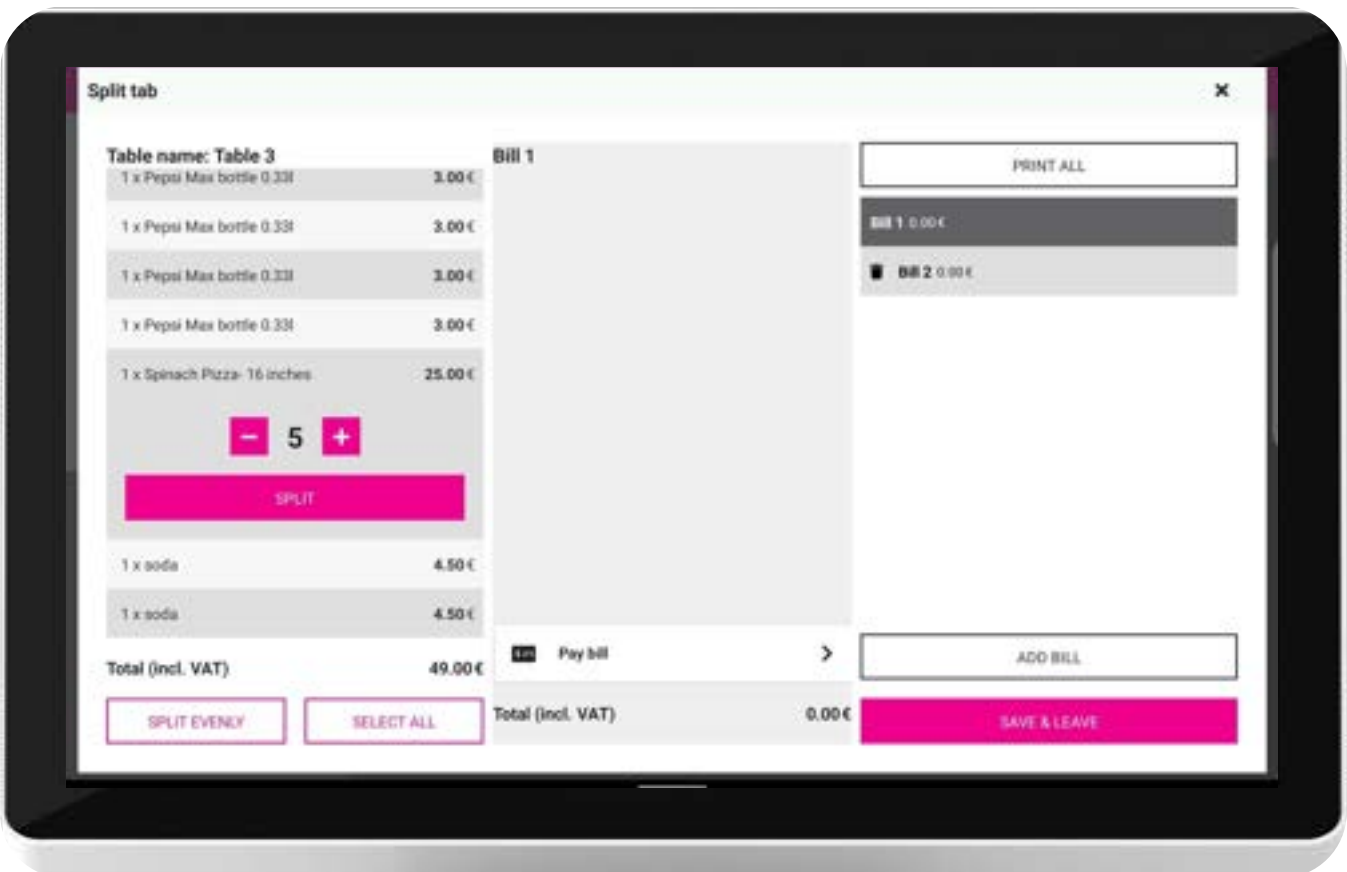 Split tab
Table name: Table 3
1 x Pepsi Max bottle 0.33l 3.00 €
1 x Pepsi Max bottle 0.33l 3.00 €
1 x Pepsi Max bottle 0.33l 3.00 €
1 x Pepsi Max bottle 0.33l 3.00 €
1 x Spinach Pizza- 16 inches 25.00 €
5
SPLIT
1 x soda 4.50 €
1 x soda 4.50 €
Total (incl. VAT) 49.00 €
SPLIT EVENLY SELECT ALL
Bill 1
Pay bill
Total (incl. VAT) 0.00 €
PRINT ALL
Bill 1 0.00 €
Bill 2 0.00 €
ADD BILL
SAVE & LEAVE